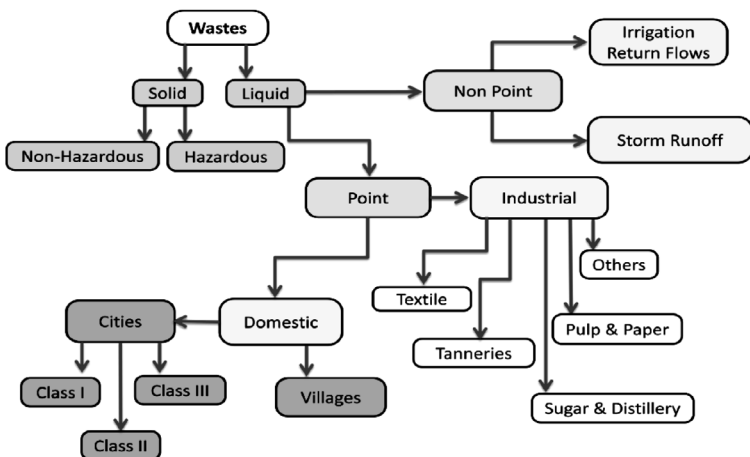 Wastes
Irrigation
Return Flows
Solid
Liquid
Non Point
Non-Hazardous
Hazardous
Storm Runoff
Point
Industrial
Others
Textile
Cities
Domestic
Pulp & Paper
Tanneries
Class I
Class III
Villages
Sugar & Distillery
Class II